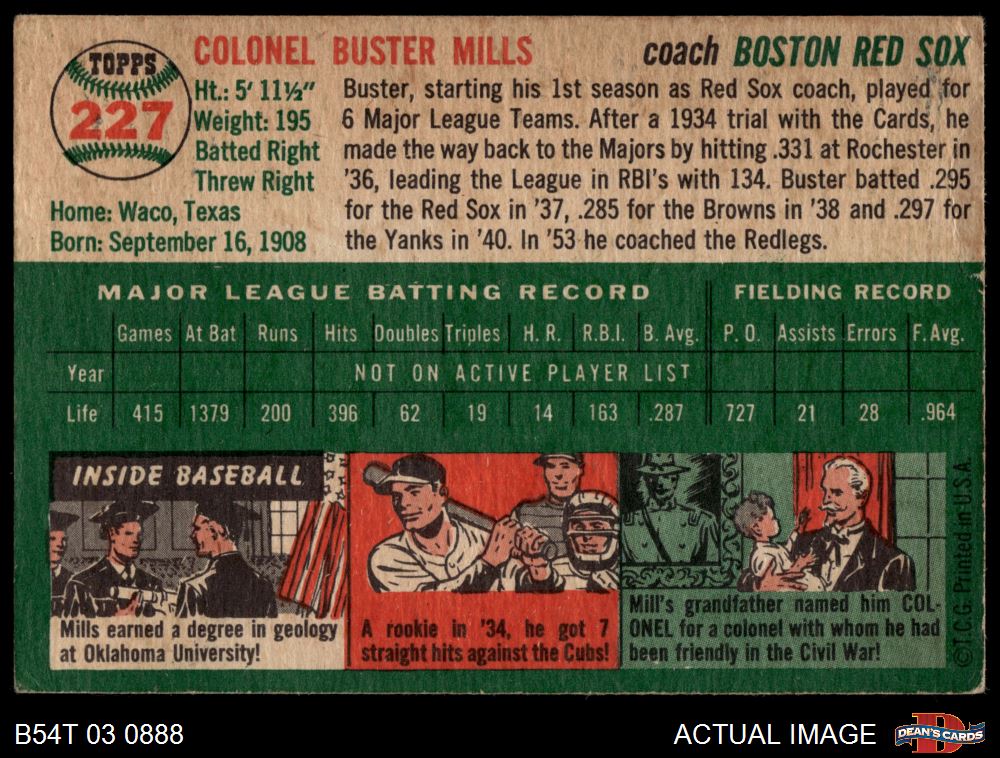 TOPPS
227
COLONEL BUSTER MILLS
coach BOSTON RED SOX
Ht.: 5' 11½"
Weight: 195
Batted Right
Threw Right
Home: Waco, Texas
Born: September 16, 1908
Buster, starting his 1st season as Red Sox coach, played for
6 Major League Teams. After a 1934 trial with the Cards, he
made the way back to the Majors by hitting .331 at Rochester in
'36, leading the League in RBI's with 134. Buster batted .295
for the Red Sox in '37, .285 for the Browns in '38 and .297 for
the Yanks in '40. In '53 he coached the Redlegs.
MAJOR LEAGUE BATTING RECORD FIELDING RECORD
Games At Bat Runs Hits Doubles Triples H. R. R.B.I. B. Avg. P. O. Assists Errors F. Avg.
Year NOT ON ACTIVE PLAYER LIST
Life 415 1379 200 396 62 19 14 163 .287 727 21 28 .964
INSIDE BASEBALL
Mills earned a degree in geology
at Oklahoma University!
A rookie in '34, he got 7
straight hits against the Cubs!
Mill's grandfather named him COL-
ONEL for a colonel with whom he had
been friendly in the Civil War!
©T.C.G. Printed in U.S.A.
B54T 03 0888
ACTUAL IMAGE
DEAN'S CARDS